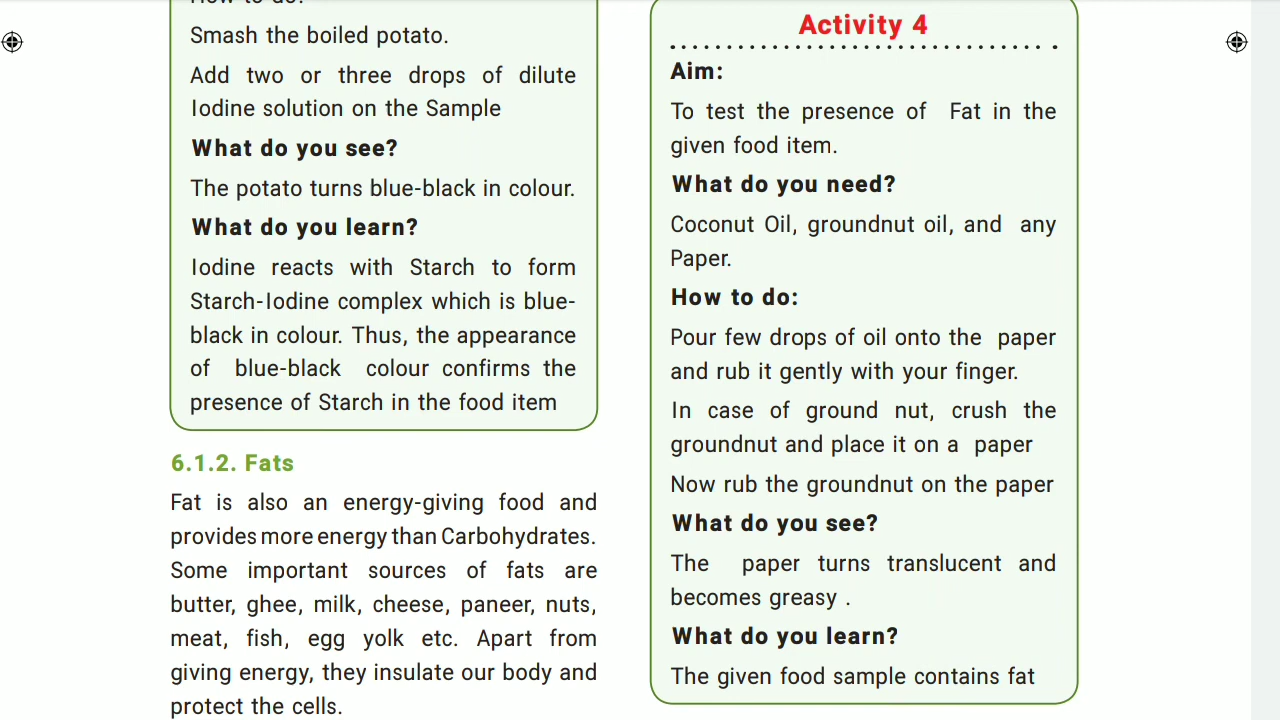 Smash the boiled potato.
Add two or three drops of dilute
Iodine solution on the Sample
What do you see?
The potato turns blue-black in colour.
What do you learn?
Iodine reacts with Starch to form
Starch-Iodine complex which is blue-
black in colour. Thus, the appearance
of blue-black colour confirms the
presence of Starch in the food item
6.1.2. Fats
Fat is also an energy-giving food and
provides more energy than Carbohydrates.
Some important sources of fats are
butter, ghee, milk, cheese, paneer, nuts,
meat, fish, egg yolk etc. Apart from
giving energy, they insulate our body and
protect the cells.
Activity 4
Aim:
To test the presence of Fat in the
given food item.
What do you need?
Coconut Oil, groundnut oil, and any
Paper.
How to do:
Pour few drops of oil onto the paper
and rub it gently with your finger.
In case of ground nut, crush the
groundnut and place it on a paper
Now rub the groundnut on the paper
What do you see?
The paper turns translucent and
becomes greasy .
What do you learn?
The given food sample contains fat